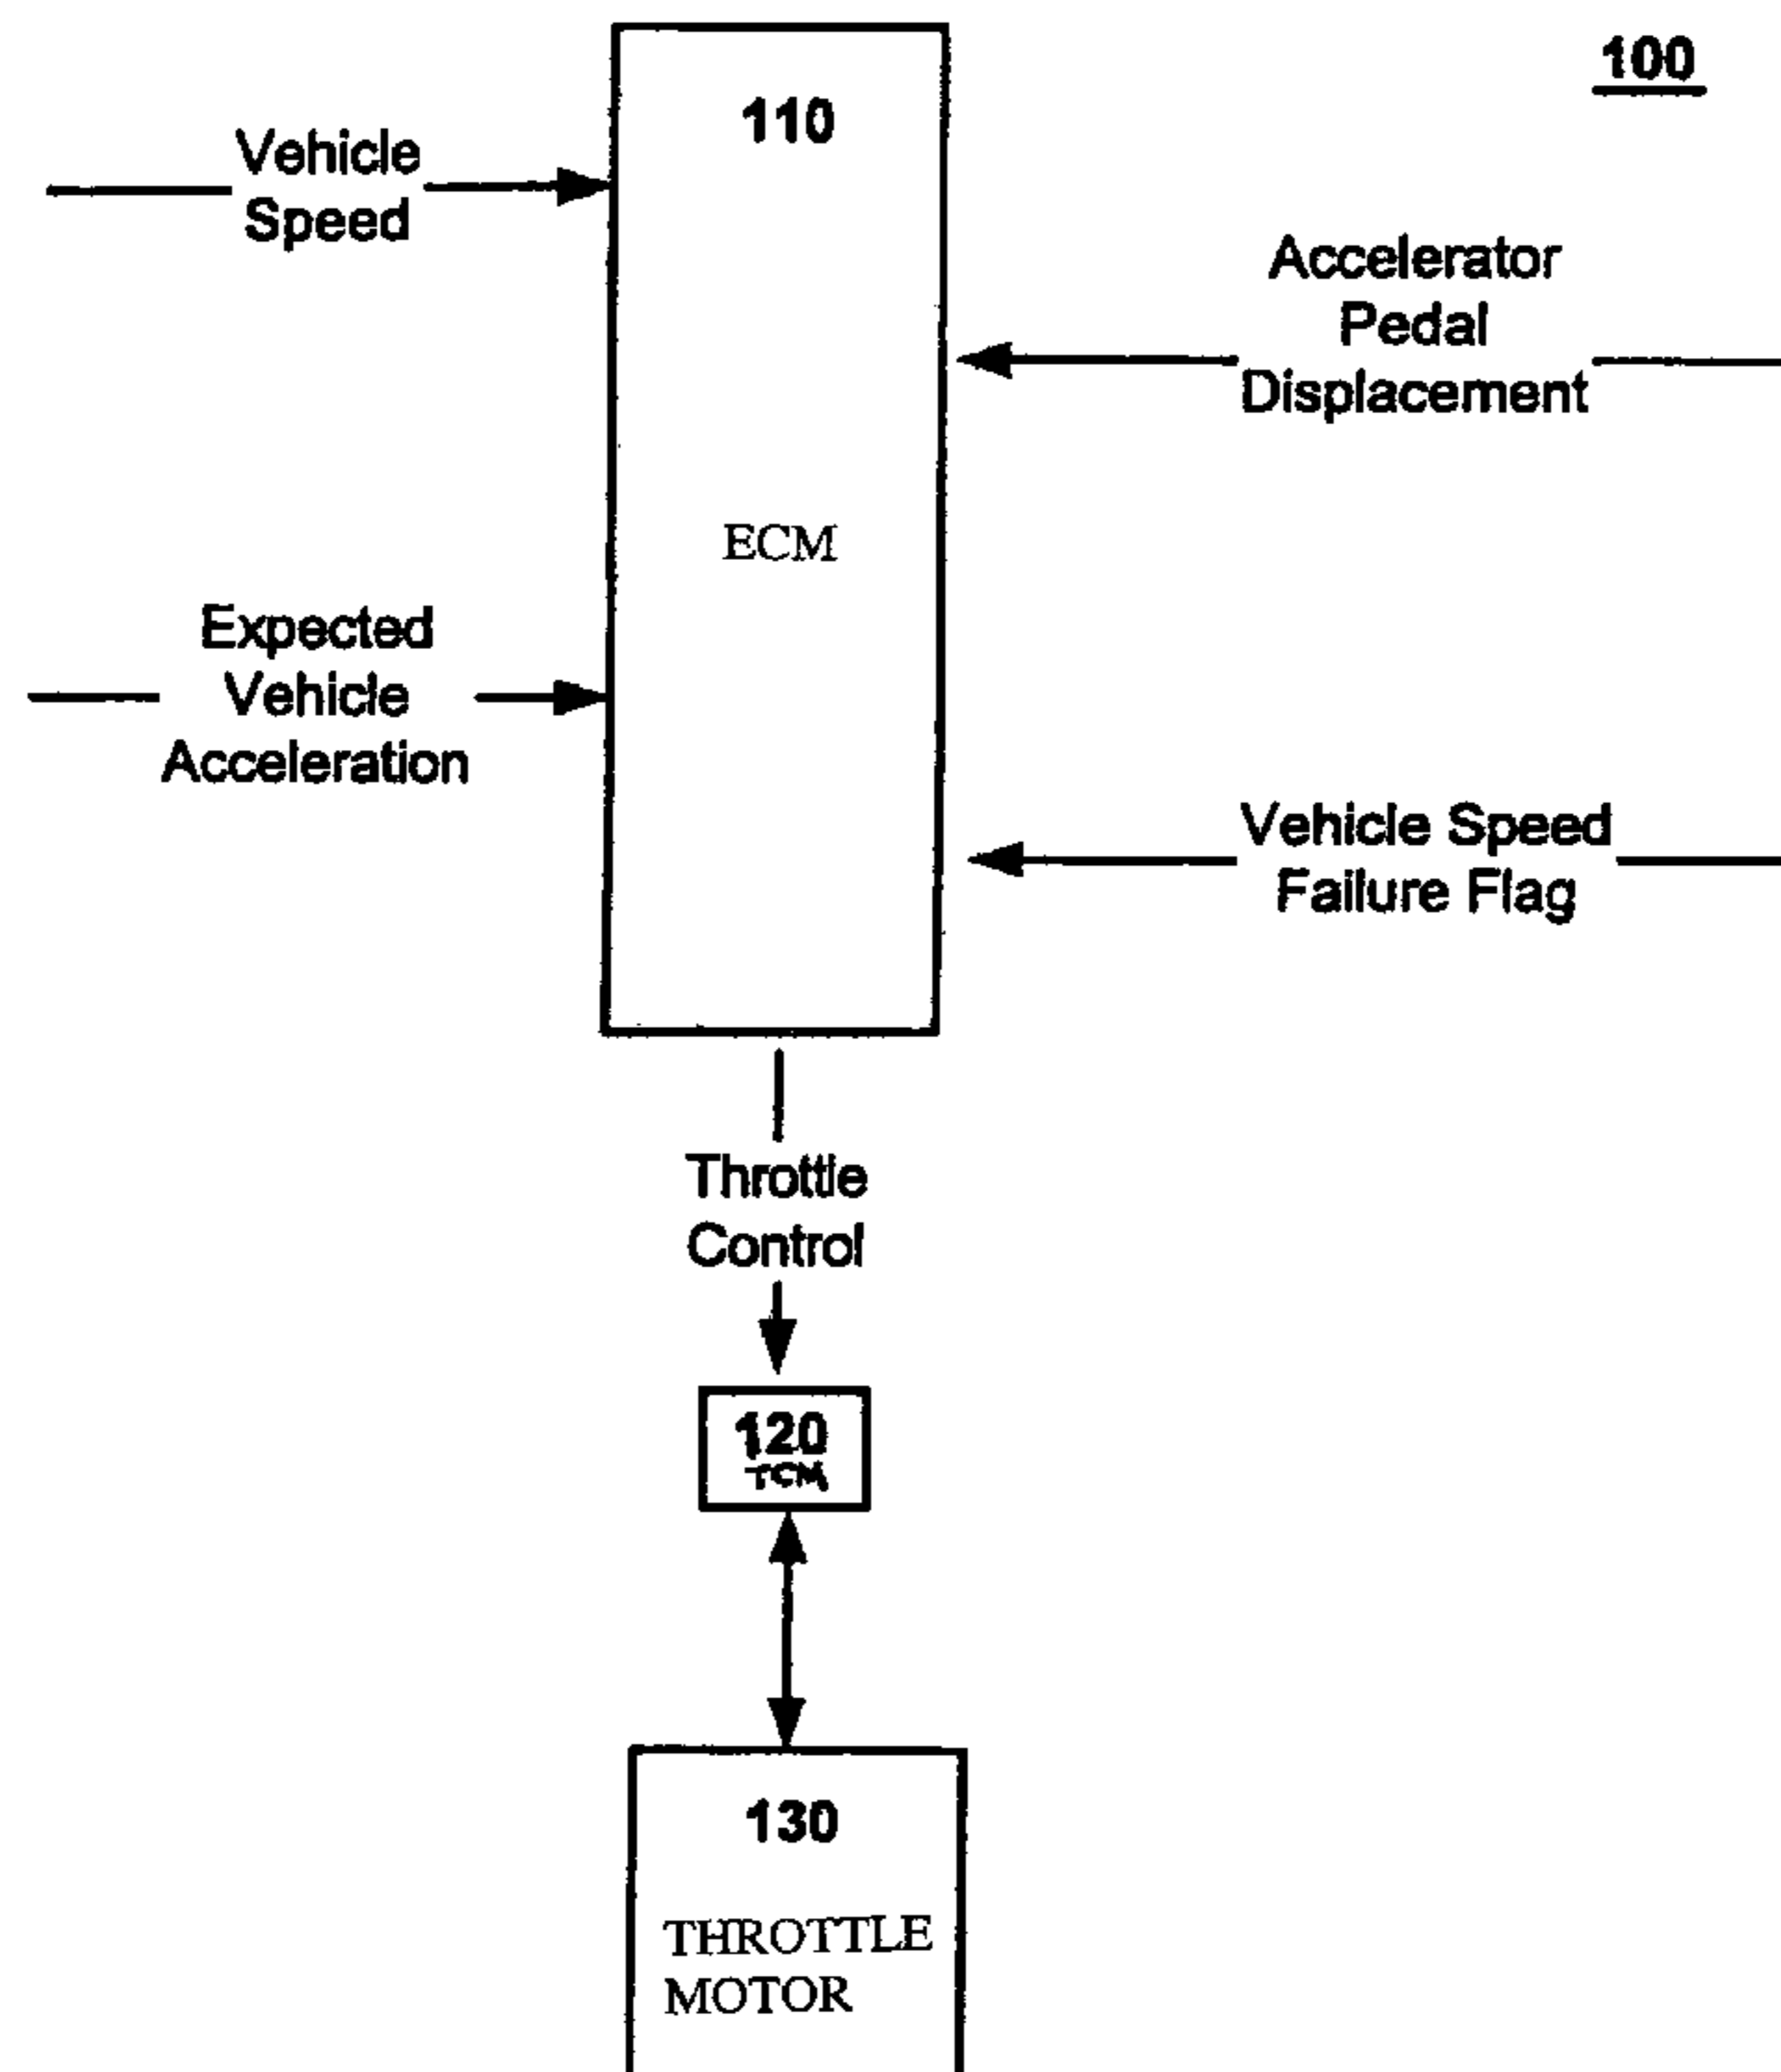 100
110
Vehicle
Speed
Accelerator
Pedal
Displacement
ECM
Expected
Vehicle
Acceleration
Vehicle Speed
Failure Flag
Throttle
Control
120
TCM
130
THROTTLE
MOTOR